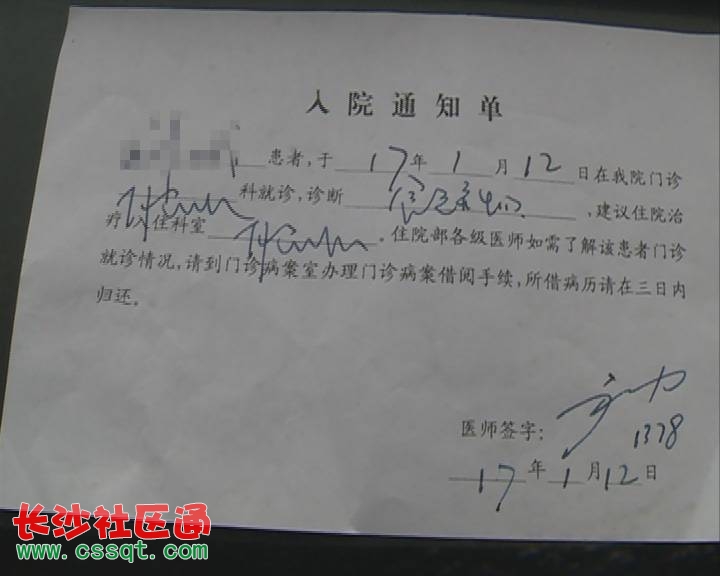 入院通知单
患者,于 17 年 1 月 12 日在我院门诊
科就诊,诊断 ,建议住院治
疗,入住科室 。住院部各级医师如需了解该患者门诊
就诊情况,请到门诊病案室办理门诊病案借阅手续,所借病历请在三日内
归还。
医师签字:
1378
17 年 1 月 12 日
长沙社区通
www.cssqt.com